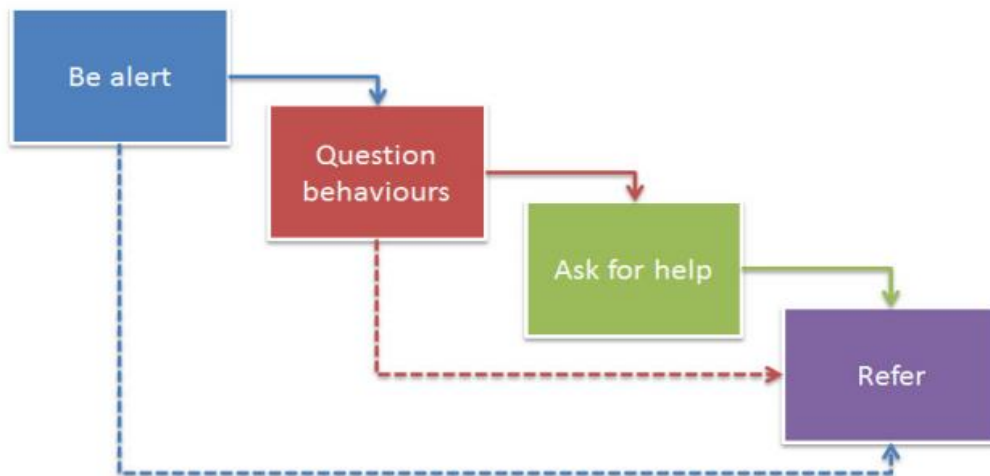 Be alert
Question
behaviours
Ask for help
Refer